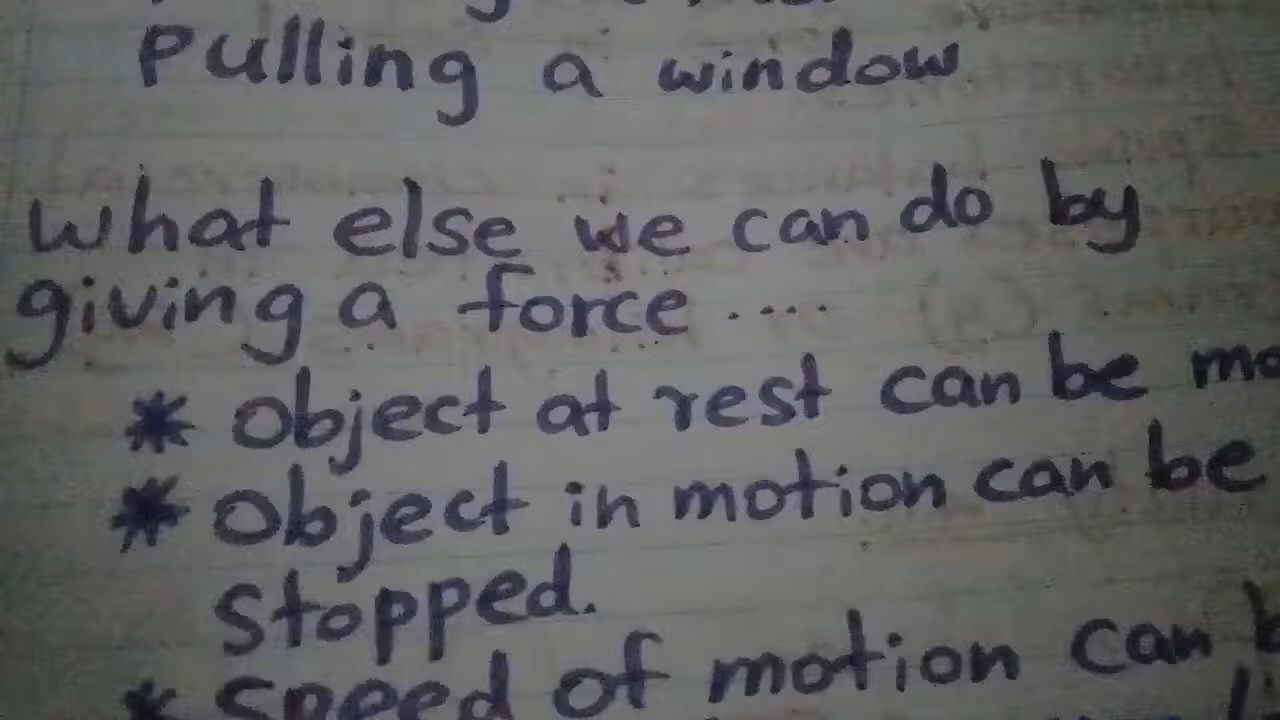 Pulling a window
What else we can do by
giving a force ....
* Object at rest can be
* Object in motion can be
stopped.
* Speed of motion can